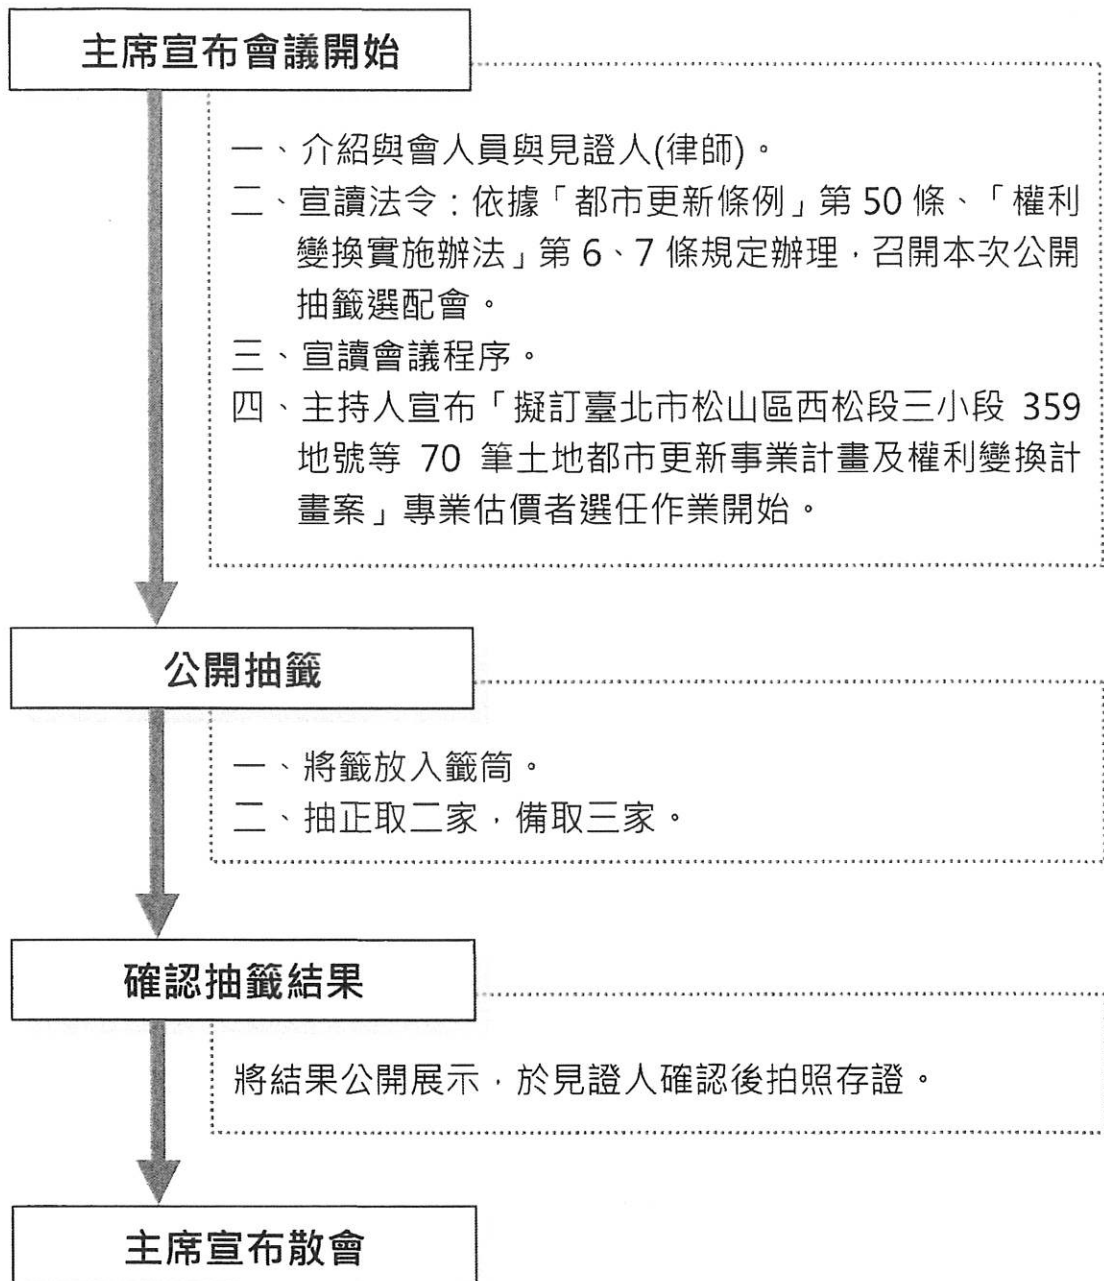 主席宣布會議開始
一、介紹與會人員與見證人(律師)。
二、宣讀法令：依據「都市更新條例」第 50 條、「權利
變換實施辦法」第 6、7 條規定辦理，召開本次公開
抽籤選配會。
三、宣讀會議程序。
四、主持人宣布「擬訂臺北市松山區西松段三小段 359
地號等 70 筆土地都市更新事業計畫及權利變換計
畫案」專業估價者選任作業開始。
公開抽籤
一、將籤放入籤筒。
二、抽正取二家，備取三家。
確認抽籤結果
將結果公開展示，於見證人確認後拍照存證。
主席宣布散會